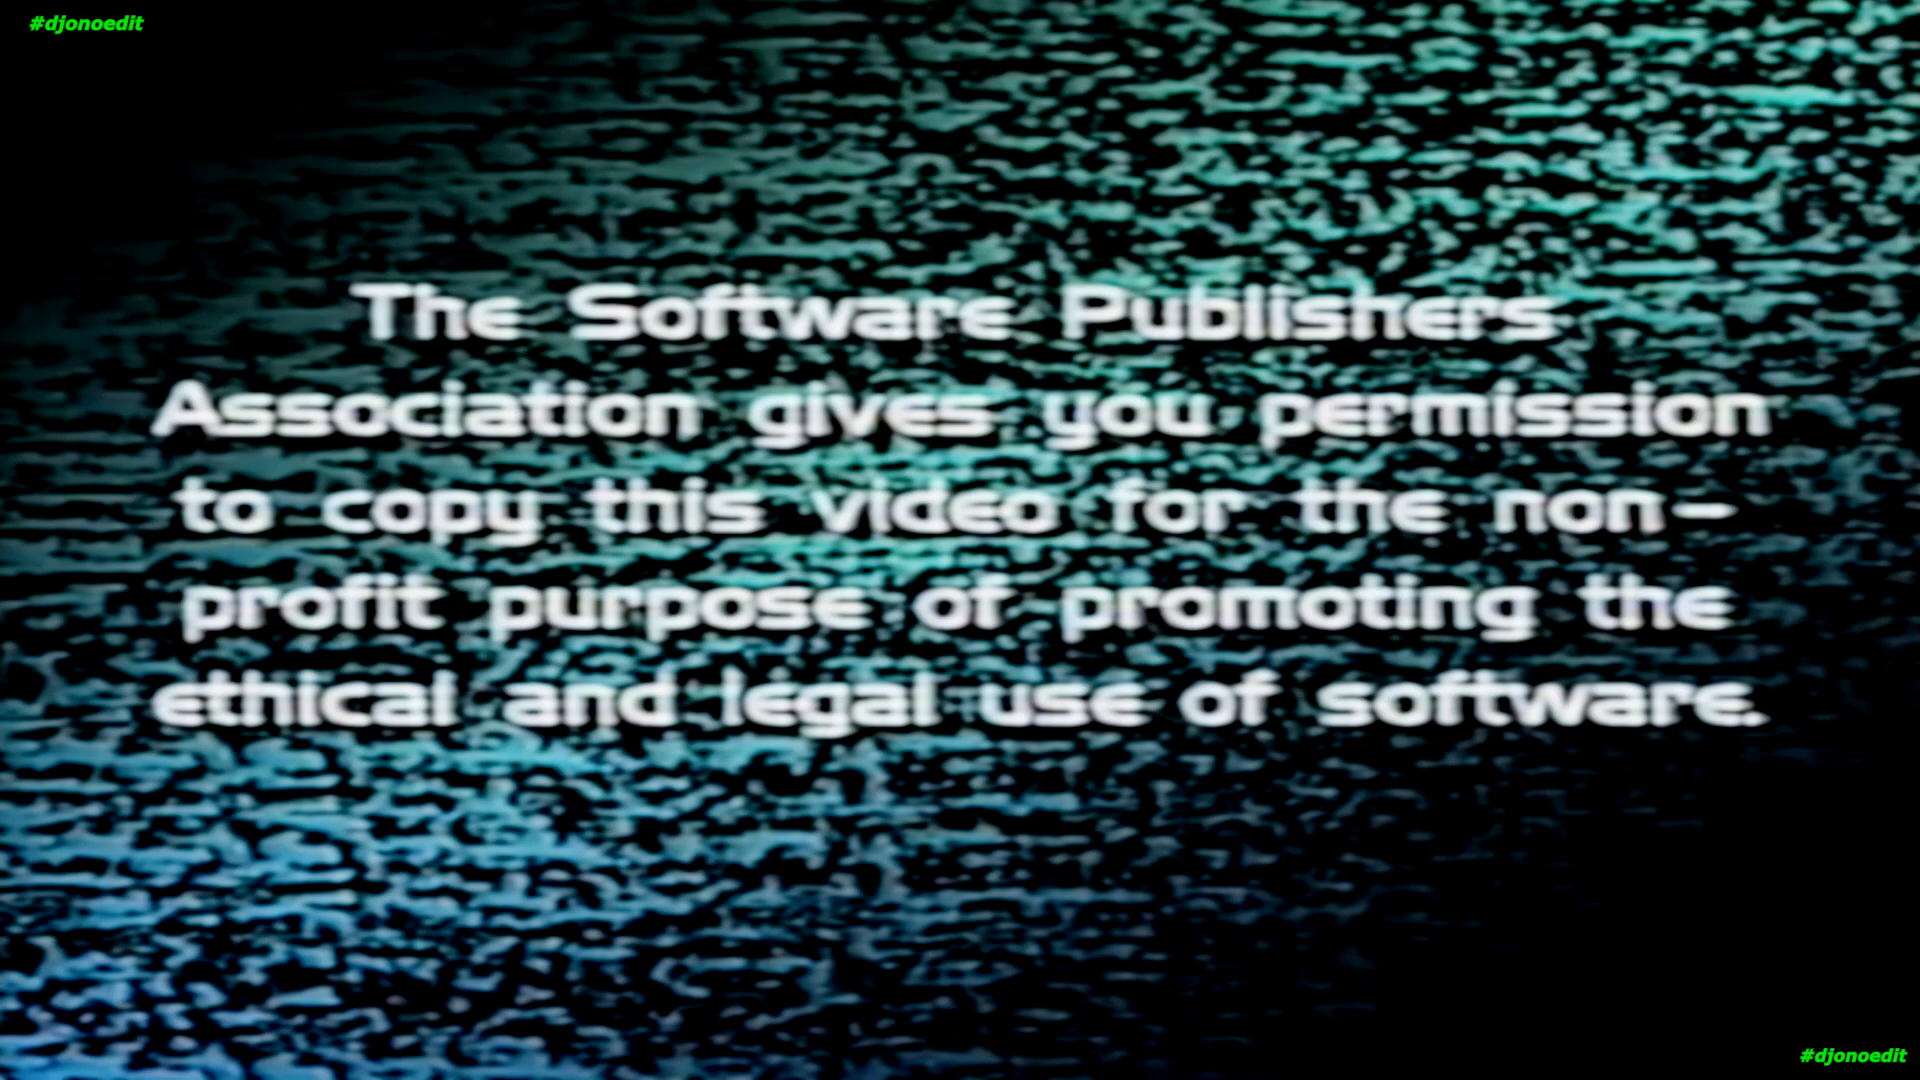 #djonoedit
The Software Publishers
Association gives you permission
to copy this video for the non-
profit purpose of promoting the
ethical and legal use of software.
#djonoedit